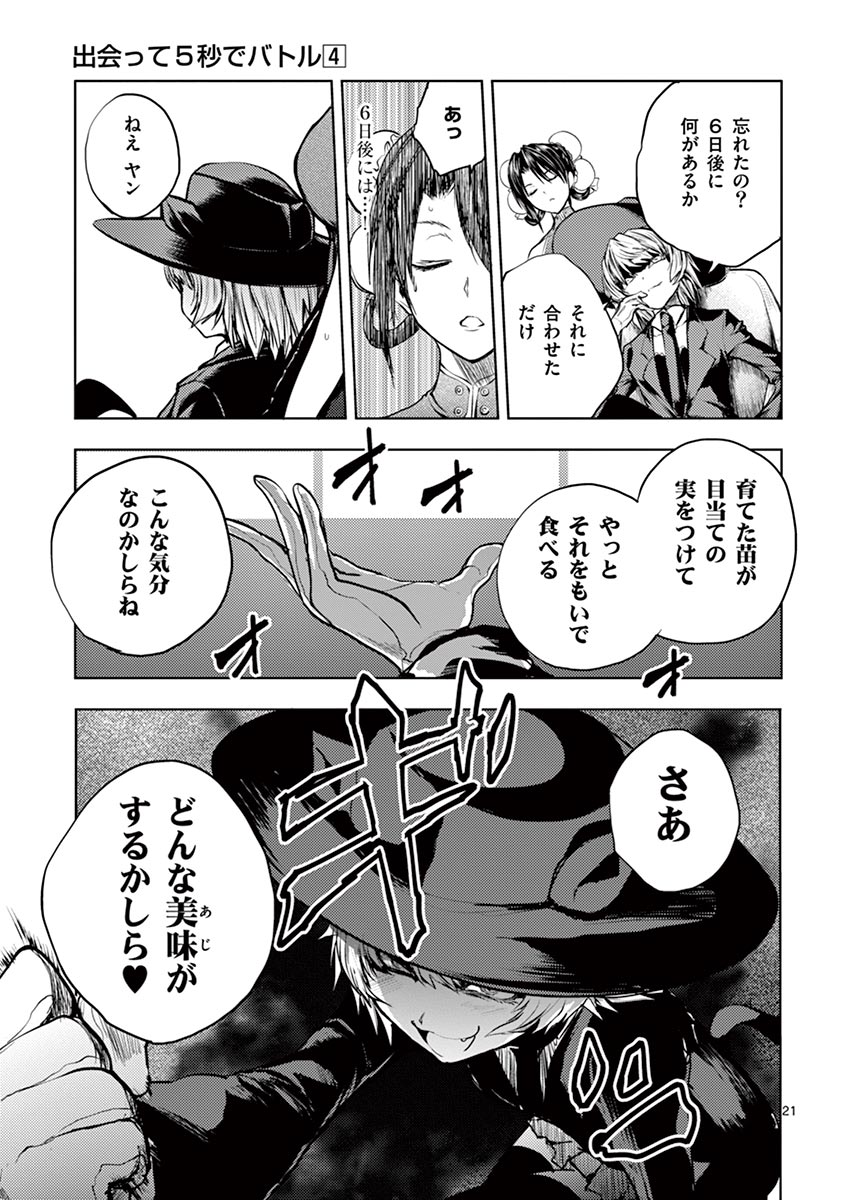 出会って5秒でバトル4
忘れたの？
６日後に
何があるか
それに
合わせた
だけ
あっ
６日後には…
ねえ ヤン
育てた苗が
目当ての
実をつけて
やっと
それをもいで
食べる
こんな気分
なのかしらね
オ
オ
オ
オ
さあ
ギシ
どんな美味が
あじ
するかしら♥
21